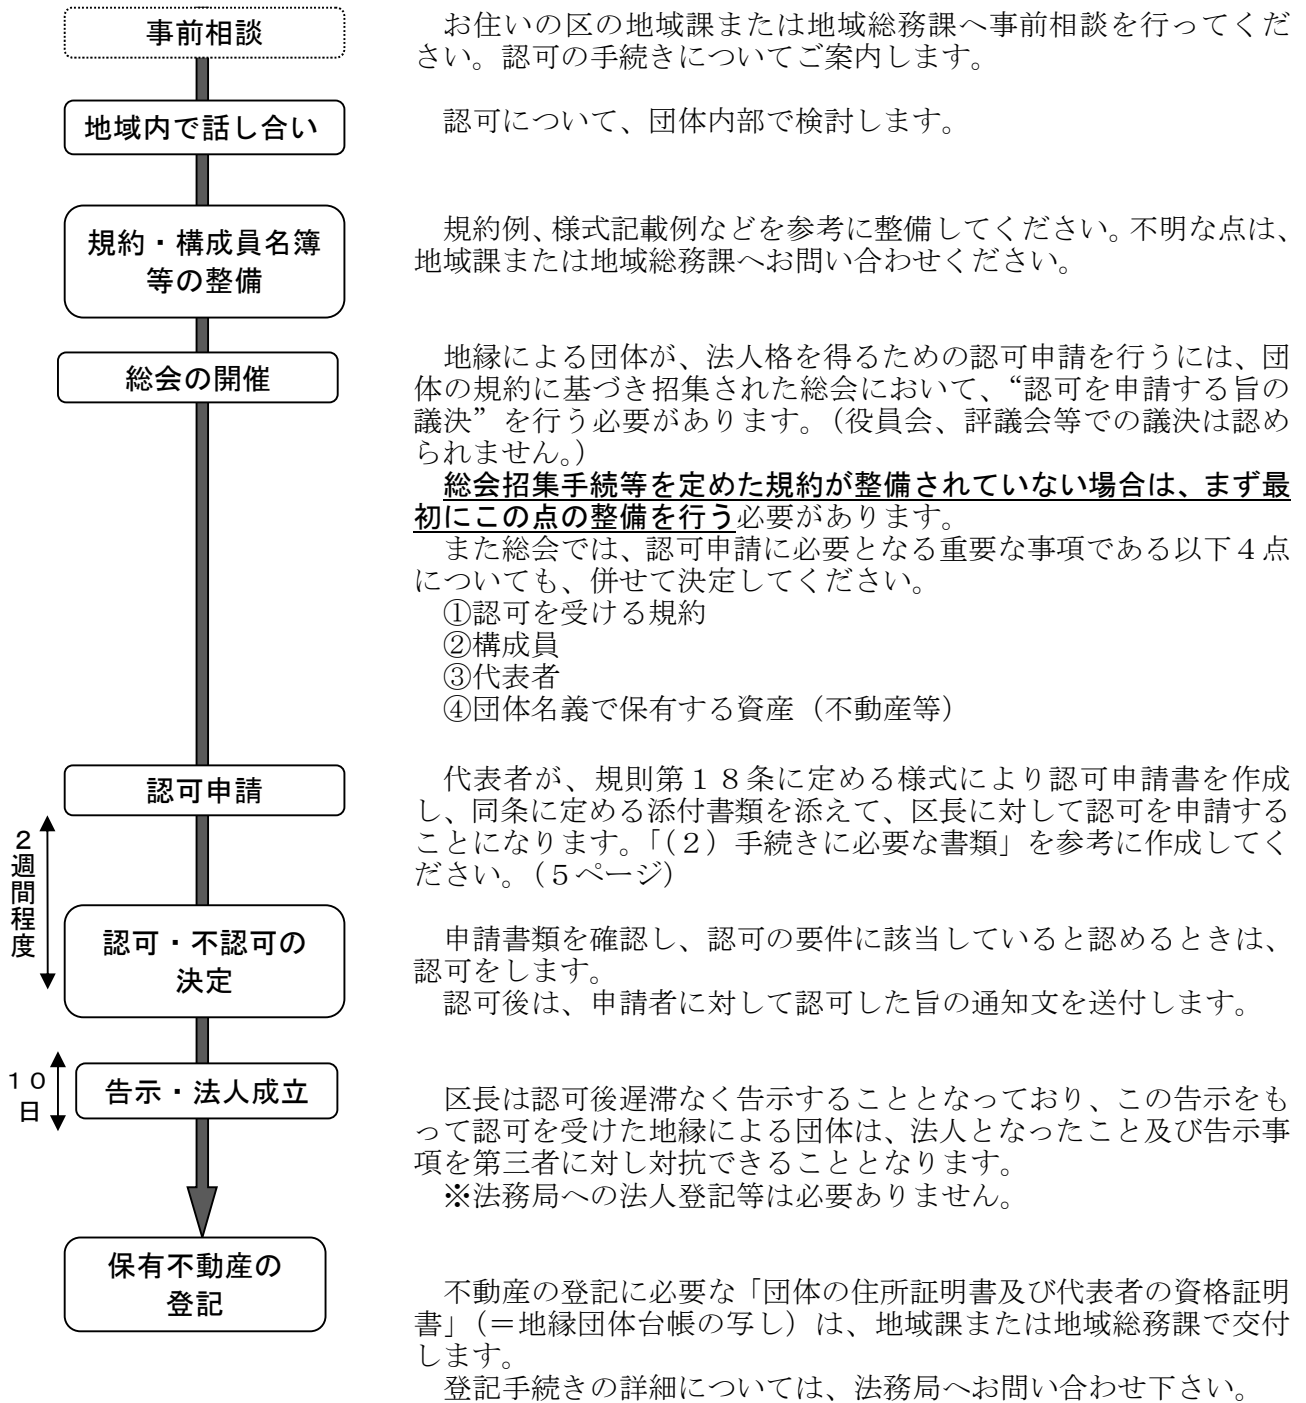 事前相談
お住いの区の地域課または地域総務課へ事前相談を行ってくだ
さい。認可の手続きについてご案内します。
地域内で話し合い
認可について、団体内部で検討します。
規約・構成員名簿
等の整備
規約例、様式記載例などを参考に整備してください。不明な点は、
地域課または地域総務課へお問い合わせください。
総会の開催
地縁による団体が、法人格を得るための認可申請を行うには、団
体の規約に基づき招集された総会において、“認可を申請する旨の
議決”を行う必要があります。（役員会、評議会等での議決は認め
られません。）
総会招集手続等を定めた規約が整備されていない場合は、まず最
初にこの点の整備を行う必要があります。
また総会では、認可申請に必要となる重要な事項である以下４点
についても、併せて決定してください。
①認可を受ける規約
②構成員
③代表者
④団体名義で保有する資産（不動産等）
認可申請
代表者が、規則第１８条に定める様式により認可申請書を作成
し、同条に定める添付書類を添えて、区長に対して認可を申請する
ことになります。「（２）手続きに必要な書類」を参考に作成してく
ださい。（５ページ）
２週間程度
認可・不認可の
決定
申請書類を確認し、認可の要件に該当していると認めるときは、
認可をします。
認可後は、申請者に対して認可した旨の通知文を送付します。
１０
日
告示・法人成立
区長は認可後遅滞なく告示することとなっており、この告示をも
って認可を受けた地縁による団体は、法人となったこと及び告示事
項を第三者に対し対抗できることとなります。
※法務局への法人登記等は必要ありません。
保有不動産の
登記
不動産の登記に必要な「団体の住所証明書及び代表者の資格証明
書」（＝地縁団体台帳の写し）は、地域課または地域総務課で交付
します。
登記手続きの詳細については、法務局へお問い合わせ下さい。